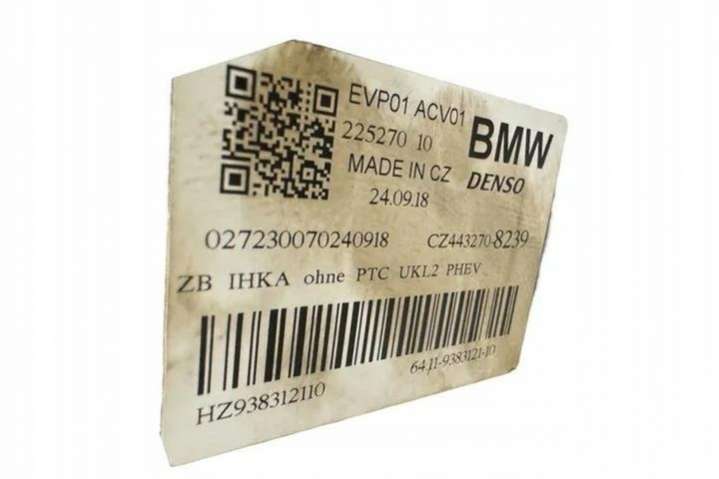 EVP01 ACV01
225270 10
BMW
MADE IN CZ
DENSO
24.09.18
027230070240918 CZ443270-8239
ZB IHKA ohne PTC UKL2 PHEV
64.11-9383121-10
HZ938312110